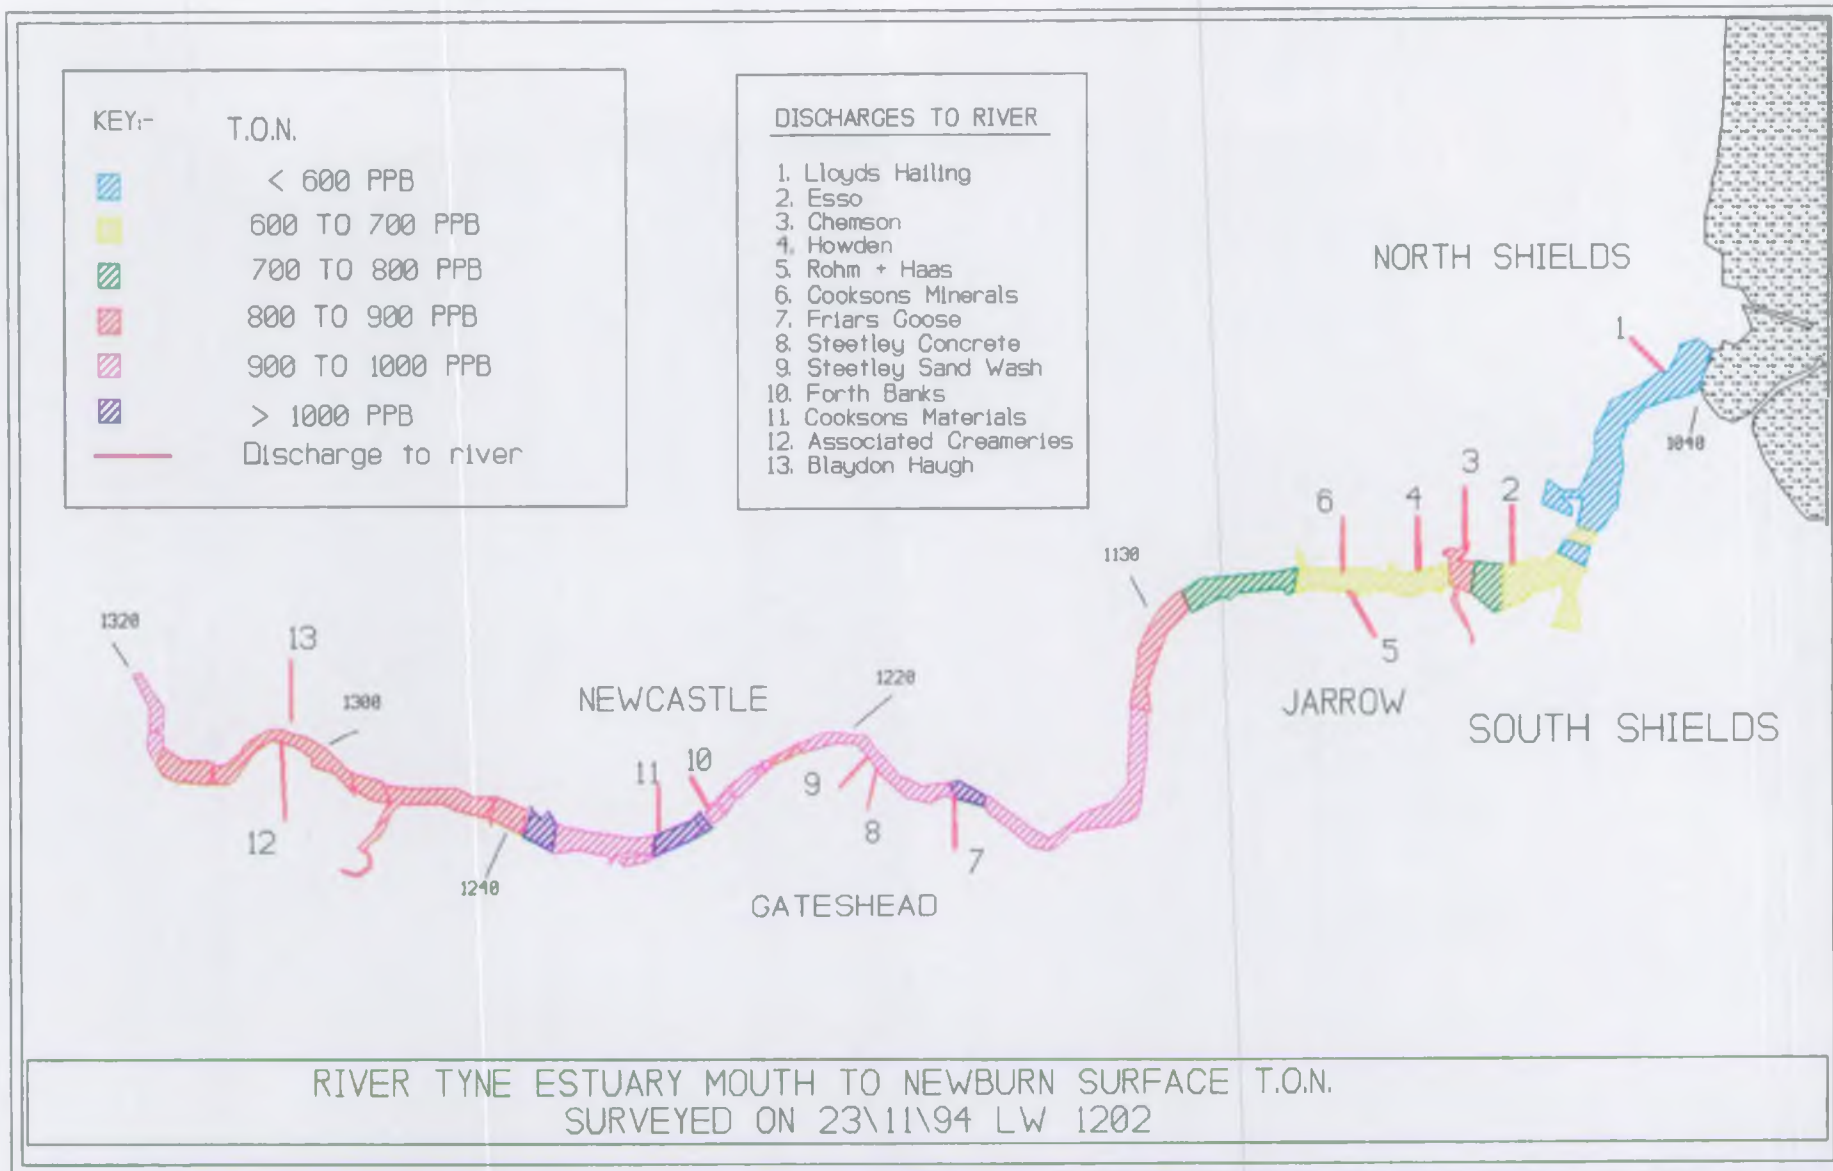 KEY:-
T.O.N.
< 600 PPB
600 TO 700 PPB
700 TO 800 PPB
800 TO 900 PPB
900 TO 1000 PPB
> 1000 PPB
Discharge to river
DISCHARGES TO RIVER
1. Lloyds Hailing
2. Esso
3. Chemson
4. Howden
5. Rohm + Haas
6. Cooksons Minerals
7. Friars Goose
8. Steetley Concrete
9. Steetley Sand Wash
10. Forth Banks
11. Cooksons Materials
12. Associated Creameries
13. Blaydon Haugh
NORTH SHIELDS
1
1040
3
2
6
4
1130
5
JARROW
SOUTH SHIELDS
1320
13
1300
NEWCASTLE
1220
11
10
9
8
7
12
1240
GATESHEAD
RIVER TYNE ESTUARY MOUTH TO NEWBURN SURFACE T.O.N.
SURVEYED ON 23\11\94 LW 1202